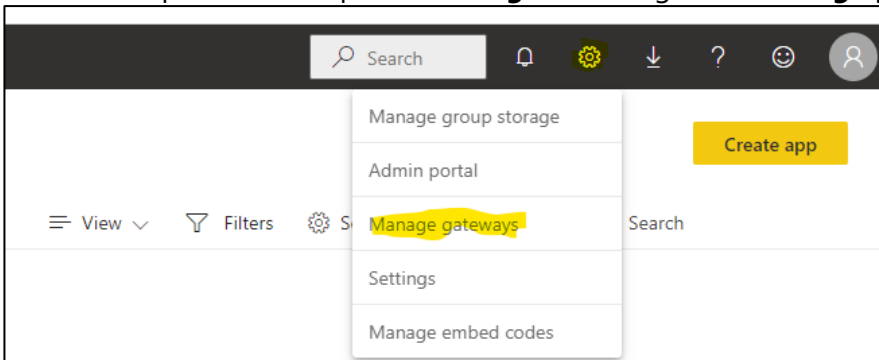 Search
Manage group storage
Create app
Admin portal
View Filters S Manage gateways Search
Settings
Manage embed codes